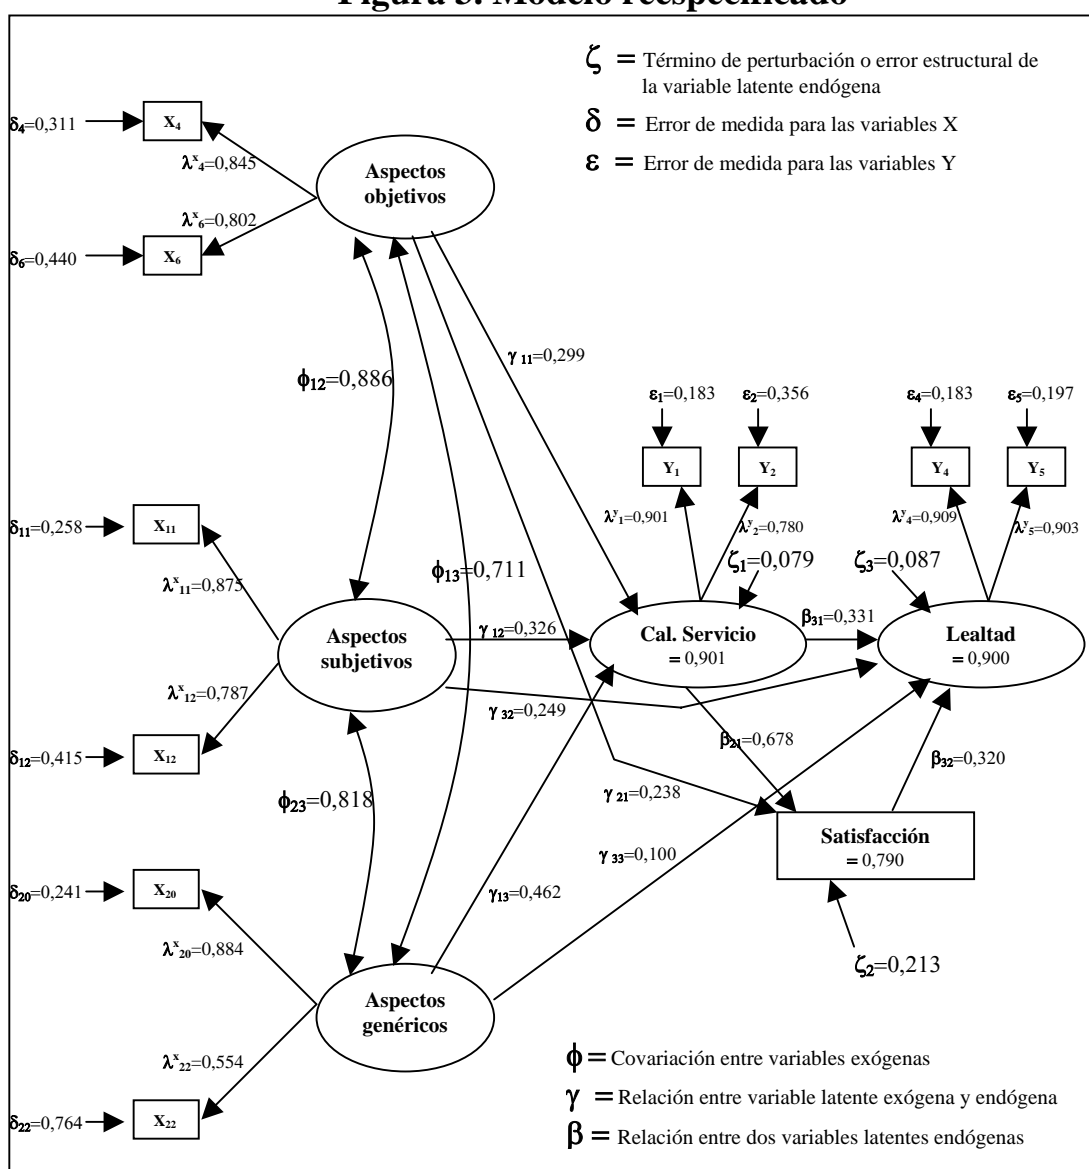 Figura 3. Modelo reespecificado
ζ = Término de perturbación o error estructural de
la variable latente endógena
δ = Error de medida para las variables X
ε = Error de medida para las variables Y
δ₄=0,311
X₄
λˣ₄=0,845
Aspectos
objetivos
λˣ₆=0,802
δ₆=0,440
X₆
γ ₁₁=0,299
ϕ₁₂=0,886
ε₁=0,183
ε₂=0,356
ε₄=0,183
ε₅=0,197
Y₁
Y₂
Y₄
Y₅
λʸ₁=0,901
λʸ₂=0,780
λʸ₄=0,909
λʸ₅=0,903
δ₁₁=0,258
X₁₁
λˣ₁₁=0,875
ϕ₁₃=0,711
ζ₁=0,079
ζ₃=0,087
Aspectos
subjetivos
γ ₁₂=0,326
Cal. Servicio
= 0,901
β₃₁=0,331
Lealtad
= 0,900
λˣ₁₂=0,787
γ ₃₂=0,249
δ₁₂=0,415
X₁₂
β₂₁=0,678
β₃₂=0,320
ϕ₂₃=0,818
γ ₂₁=0,238
Satisfacción
= 0,790
γ ₃₃=0,100
δ₂₀=0,241
X₂₀
γ₁₃=0,462
λˣ₂₀=0,884
ζ₂=0,213
Aspectos
genéricos
λˣ₂₂=0,554
δ₂₂=0,764
X₂₂
ϕ = Covariación entre variables exógenas
γ = Relación entre variable latente exógena y endógena
β = Relación entre dos variables latentes endógenas